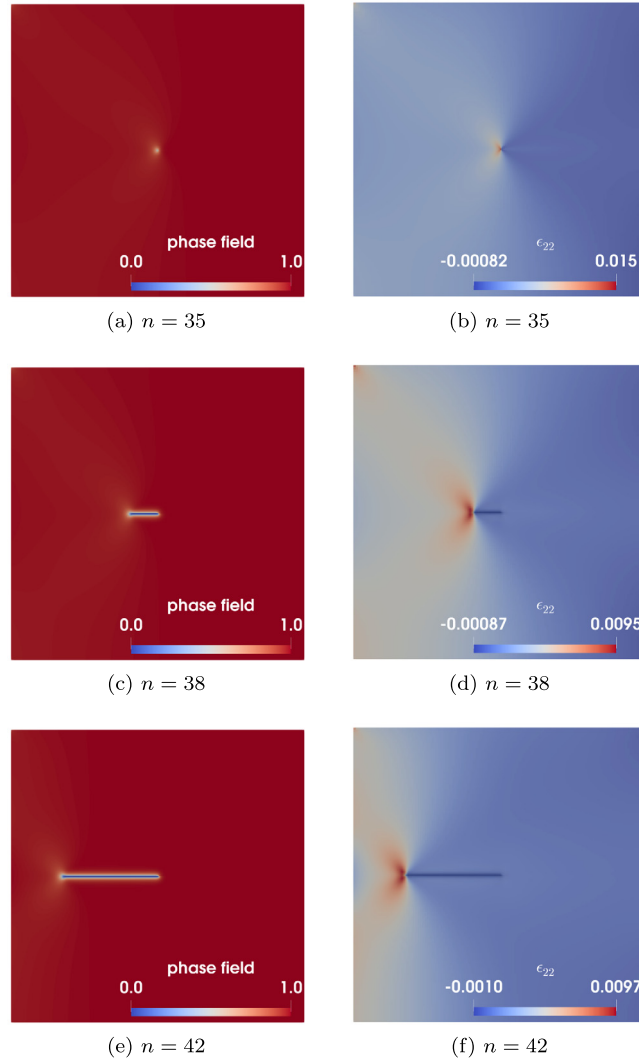 phase field
0.0 1.0
ϵ22
-0.00082 0.015
(a) n = 35
(b) n = 35
phase field
0.0 1.0
ϵ22
-0.00087 0.0095
(c) n = 38
(d) n = 38
phase field
0.0 1.0
ϵ22
-0.0010 0.0097
(e) n = 42
(f) n = 42